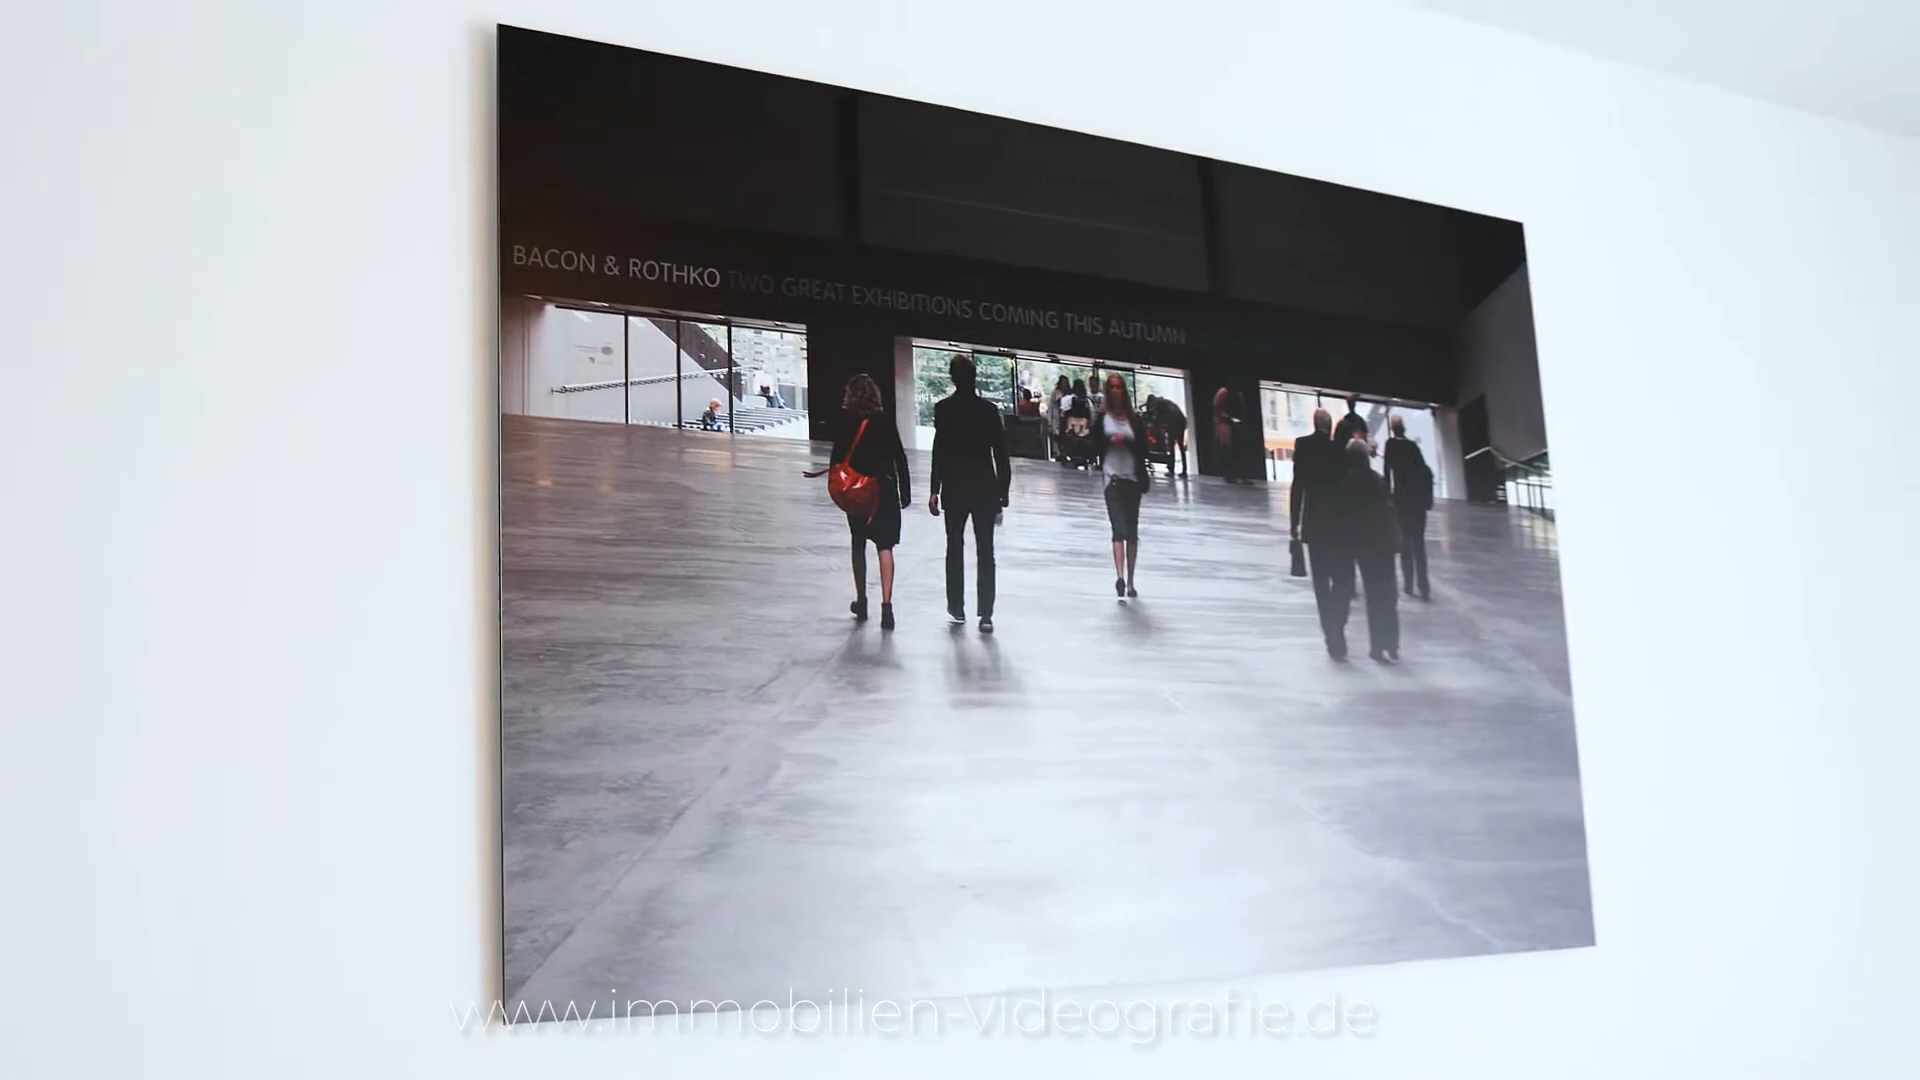 BACON & ROTHKO TWO GREAT EXHIBITIONS COMING THIS AUTUMN
www.immobilien-videografie.de